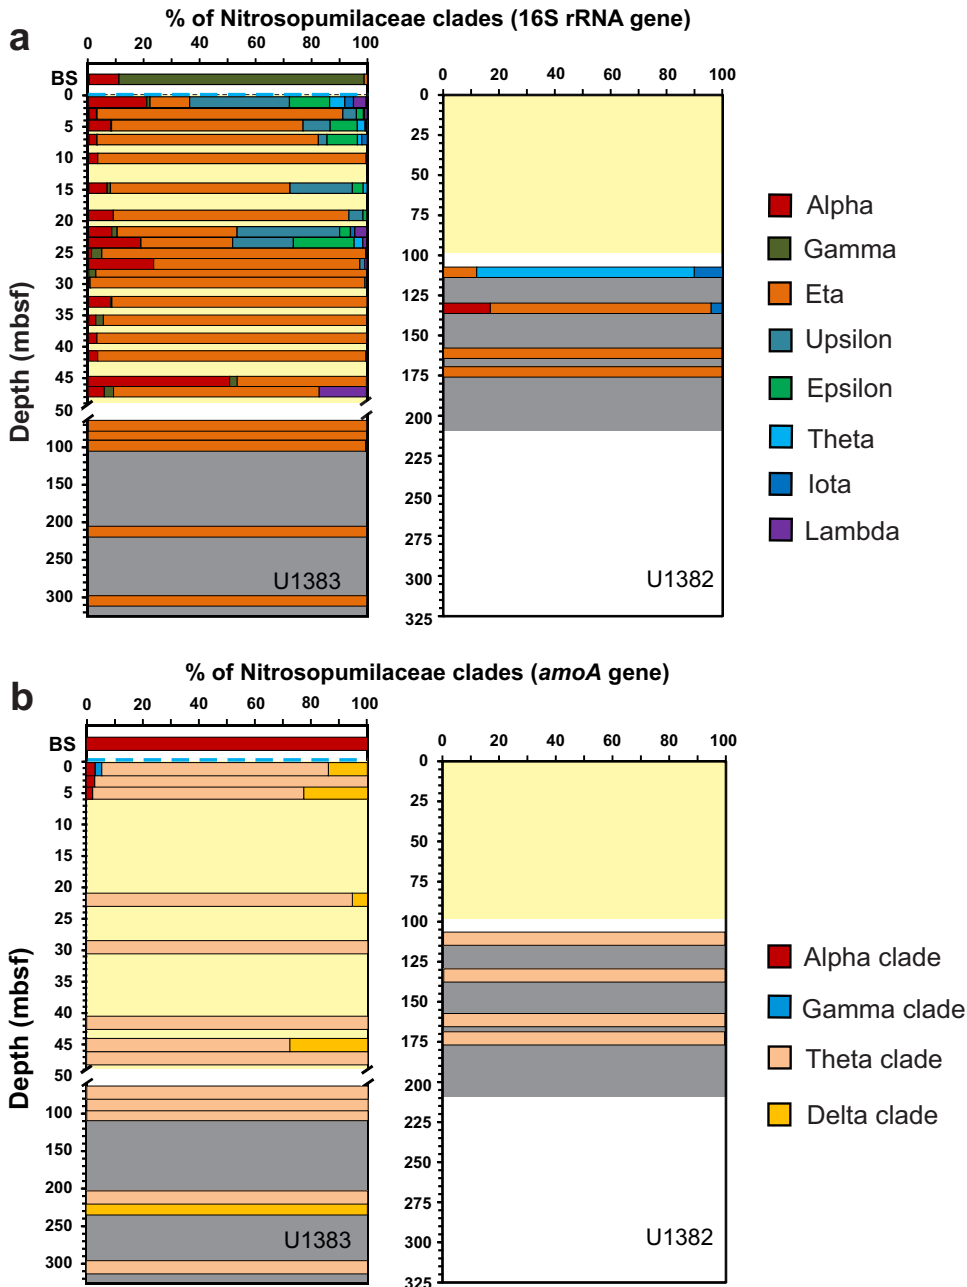 a
% of Nitrosopumilaceae clades (16S rRNA gene)
0 20 40 60 80 100
0 20 40 60 80 100
BS
0
5
10
15
20
25
30
35
40
45
50
100
150
200
250
300
Depth (mbsf)
U1383
0
25
50
75
100
125
150
175
200
225
250
275
300
325
U1382
Alpha
Gamma
Eta
Upsilon
Epsilon
Theta
Iota
Lambda
b
% of Nitrosopumilaceae clades (amoA gene)
0 20 40 60 80 100
0 20 40 60 80 100
BS
0
5
10
15
20
25
30
35
40
45
50
100
150
200
250
300
Depth (mbsf)
U1383
0
25
50
75
100
125
150
175
200
225
250
275
300
325
U1382
Alpha clade
Gamma clade
Theta clade
Delta clade